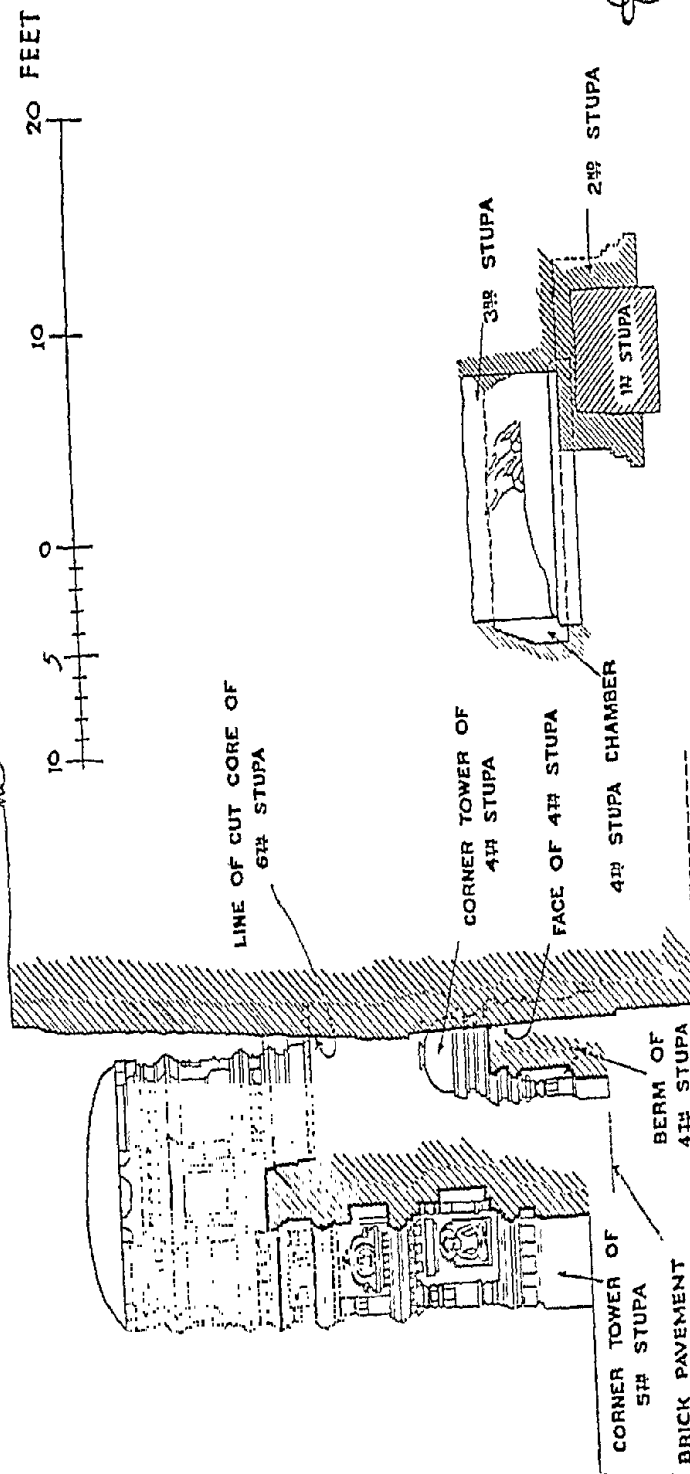 10 5 0 10 20 FEET
LINE OF CUT CORE OF
6TH STUPA
3RD STUPA
2ND STUPA
1ST STUPA
CORNER TOWER OF
4TH STUPA
FACE OF 4TH STUPA
4TH STUPA CHAMBER
BERM OF
4TH STUPA
CORNER TOWER OF
5TH STUPA
BRICK PAVEMENT